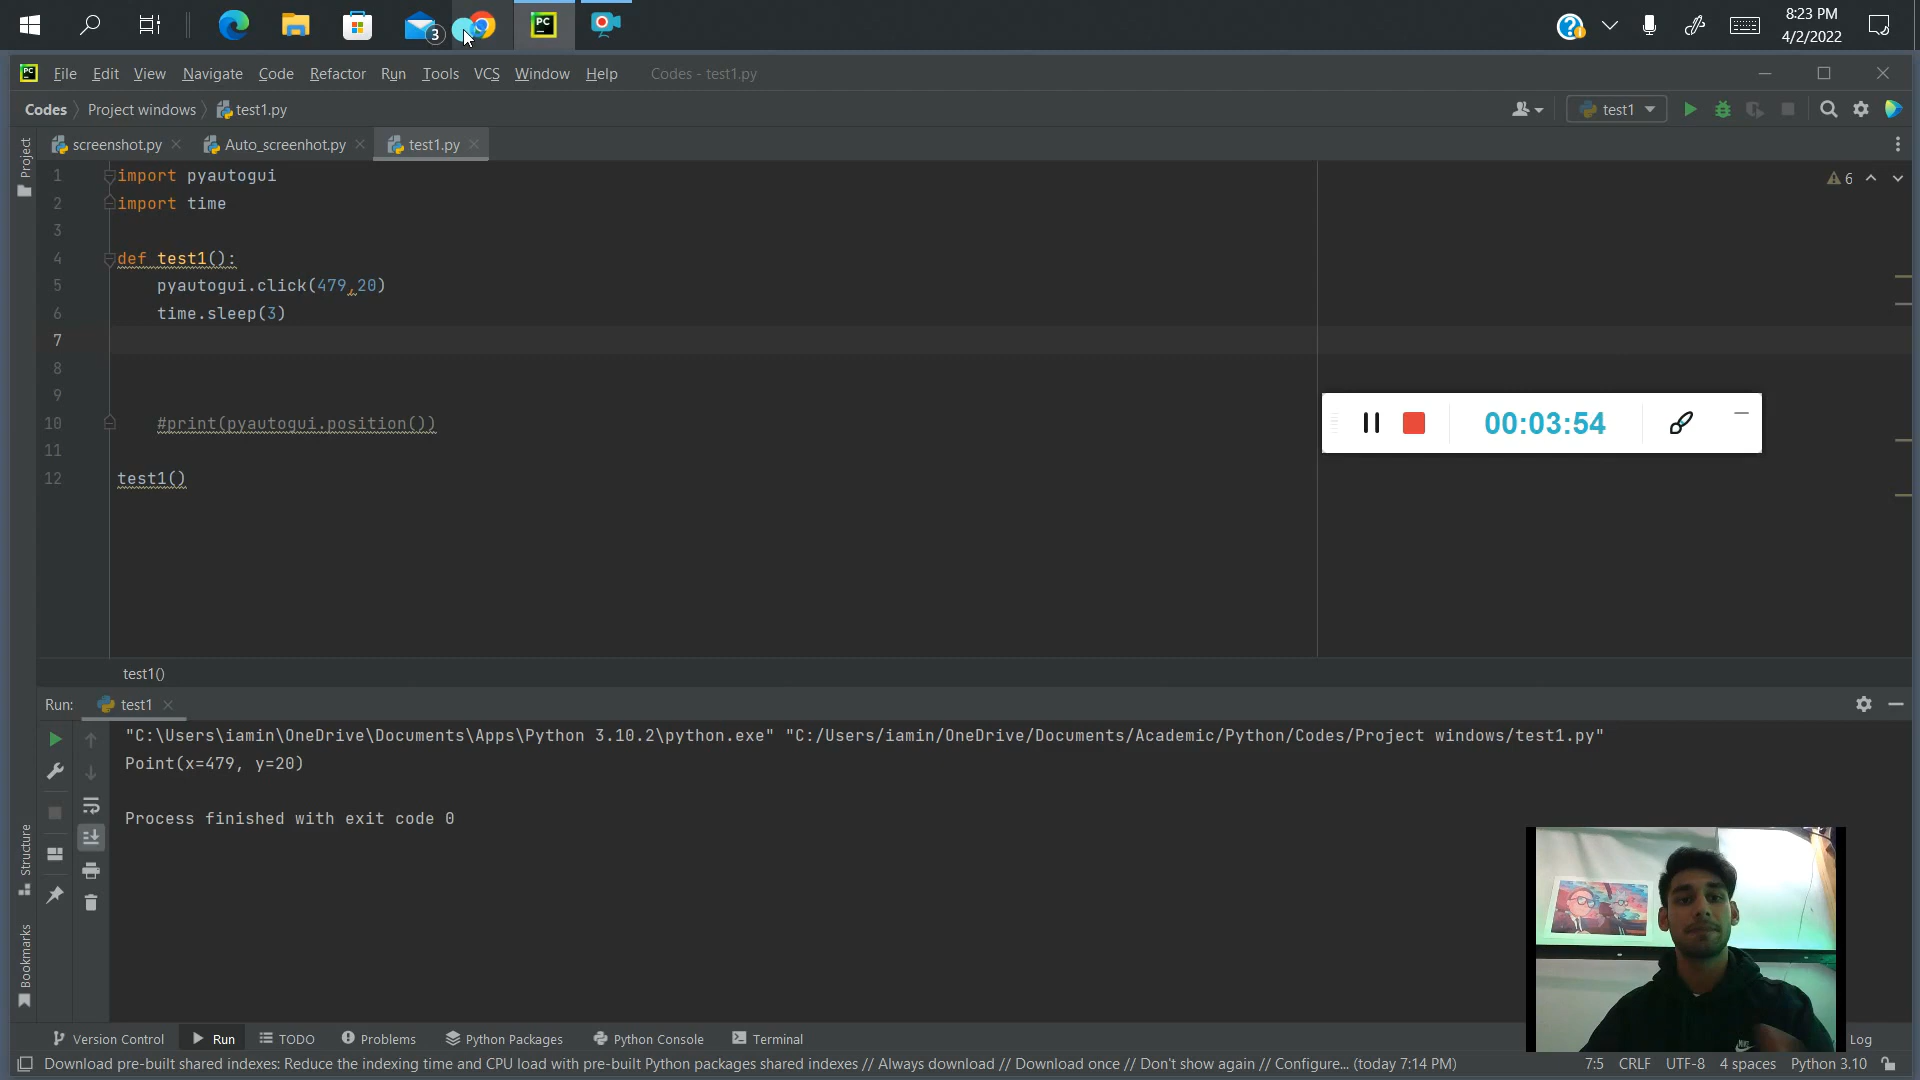 3
PC
8:23 PM
4/2/2022
PC File Edit View Navigate Code Refactor Run Tools VCS Window Help Codes - test1.py
Codes Project windows test1.py
test1
screenshot.py Auto_screenhot.py test1.py
Project
1 import pyautogui
2 import time
3
4 def test1():
5 pyautogui.click(479,20)
6 time.sleep(3)
7
8
9
10 #print(pyautogui.position())
11
12 test1()
6
00:03:54
test1()
Run: test1
"C:\Users\iamin\OneDrive\Documents\Apps\Python 3.10.2\python.exe" "C:/Users/iamin/OneDrive/Documents/Academic/Python/Codes/Project windows/test1.py"
Point(x=479, y=20)
Process finished with exit code 0
Structure
Bookmarks
Version Control Run TODO Problems Python Packages Python Console Terminal Log
Download pre-built shared indexes: Reduce the indexing time and CPU load with pre-built Python packages shared indexes // Always download // Download once // Don't show again // Configure... (today 7:14 PM) 7:5 CRLF UTF-8 4 spaces Python 3.10